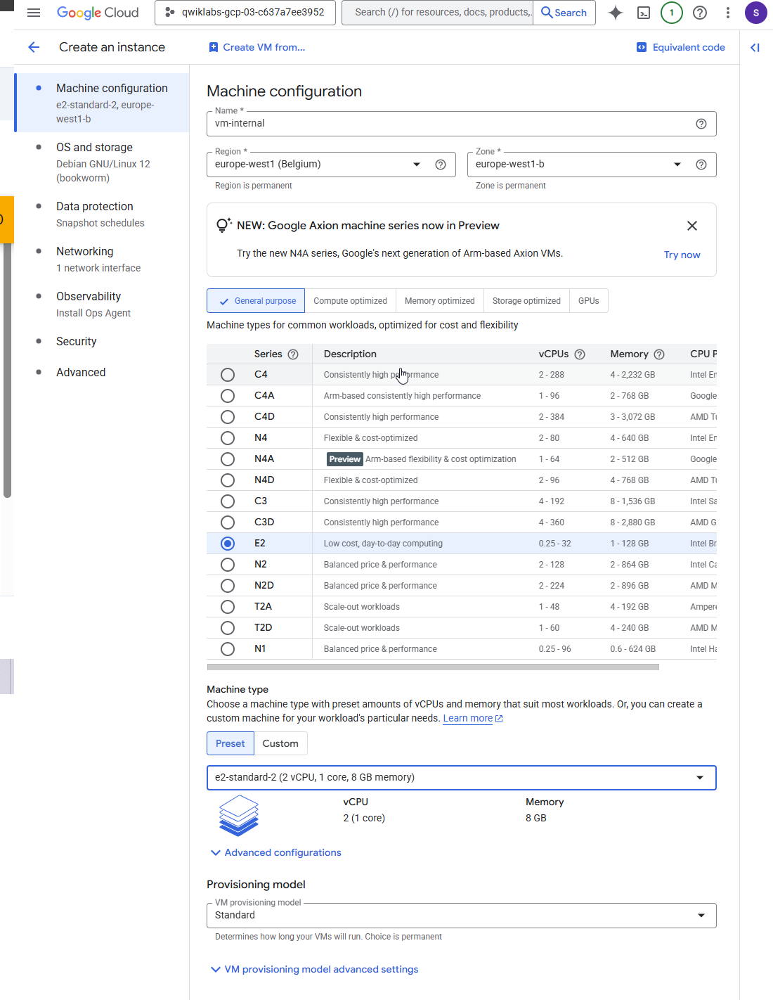 Google Cloud
qwiklabs-gcp-03-c637a7ee3952
Search (/) for resources, docs, products,.
Search
1
S
Create an instance
Create VM from...
Equivalent code
Machine configuration
e2-standard-2, europe-
west1-b
OS and storage
Debian GNU/Linux 12
(bookworm)
Data protection
Snapshot schedules
Networking
1 network interface
Observability
Install Ops Agent
Security
Advanced
Machine configuration
Name *
vm-internal
Region *
europe-west1 (Belgium)
Region is permanent
Zone *
europe-west1-b
Zone is permanent
NEW: Google Axion machine series now in Preview
Try the new N4A series, Google's next generation of Arm-based Axion VMs.
Try now
General purpose
Compute optimized
Memory optimized
Storage optimized
GPUs
Machine types for common workloads, optimized for cost and flexibility
Series Description vCPUs Memory CPU P
C4 Consistently high performance 2 - 288 4 - 2,232 GB Intel
C4A Arm-based consistently high performance 1 - 96 2 - 768 GB Google
C4D Consistently high performance 2 - 384 3 - 3,072 GB AMD
N4 Flexible & cost-optimized 2 - 80 4 - 640 GB Intel
N4A Preview Arm-based flexibility & cost optimization 1 - 64 2 - 512 GB Google
N4D Flexible & cost-optimized 2 - 96 4 - 768 GB AMD
C3 Consistently high performance 4 - 192 8 - 1,536 GB Intel Sa
C3D Consistently high performance 4 - 360 8 - 2,880 GB AMD G
E2 Low cost, day-to-day computing 0.25 - 32 1 - 128 GB Intel Br
N2 Balanced price & performance 2 - 128 2 - 864 GB Intel Ca
N2D Balanced price & performance 2 - 224 2 - 896 GB AMD M
T2A Scale-out workloads 1 - 48 4 - 192 GB Ampere
T2D Scale-out workloads 1 - 60 4 - 240 GB AMD M
N1 Balanced price & performance 0.25 - 96 0.6 - 624 GB Intel Ha
Machine type
Choose a machine type with preset amounts of vCPUs and memory that suit most workloads. Or, you can create a
custom machine for your workload's particular needs. Learn more
Preset
Custom
e2-standard-2 (2 vCPU, 1 core, 8 GB memory)
vCPU
2 (1 core)
Memory
8 GB
Advanced configurations
Provisioning model
VM provisioning model
Standard
Determines how long your VMs will run. Choice is permanent
VM provisioning model advanced settings